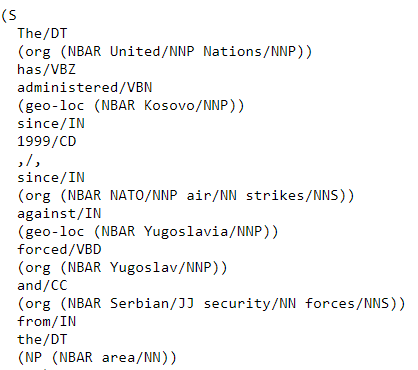 (S
The/DT
(org (NBAR United/NNP Nations/NNP))
has/VBZ
administered/VBN
(geo-loc (NBAR Kosovo/NNP))
since/IN
1999/CD
,/,
since/IN
(org (NBAR NATO/NNP air/NN strikes/NNS))
against/IN
(geo-loc (NBAR Yugoslavia/NNP))
forced/VBD
(org (NBAR Yugoslav/NNP))
and/CC
(org (NBAR Serbian/JJ security/NN forces/NNS))
from/IN
the/DT
(NP (NBAR area/NN))